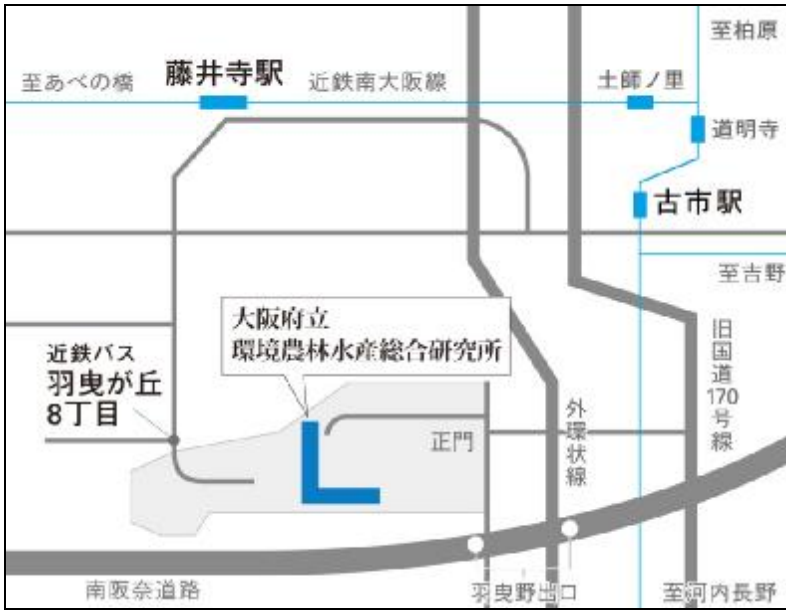 至柏原
藤井寺駅
至あべの橋
近鉄南大阪線
土師ノ里
道明寺
古市駅
至吉野
大阪府立
環境農林水産総合研究所
旧国道170号線
近鉄バス
羽曳が丘
8丁目
外環状線
正門
南阪奈道路
羽曳野出口
至河内長野